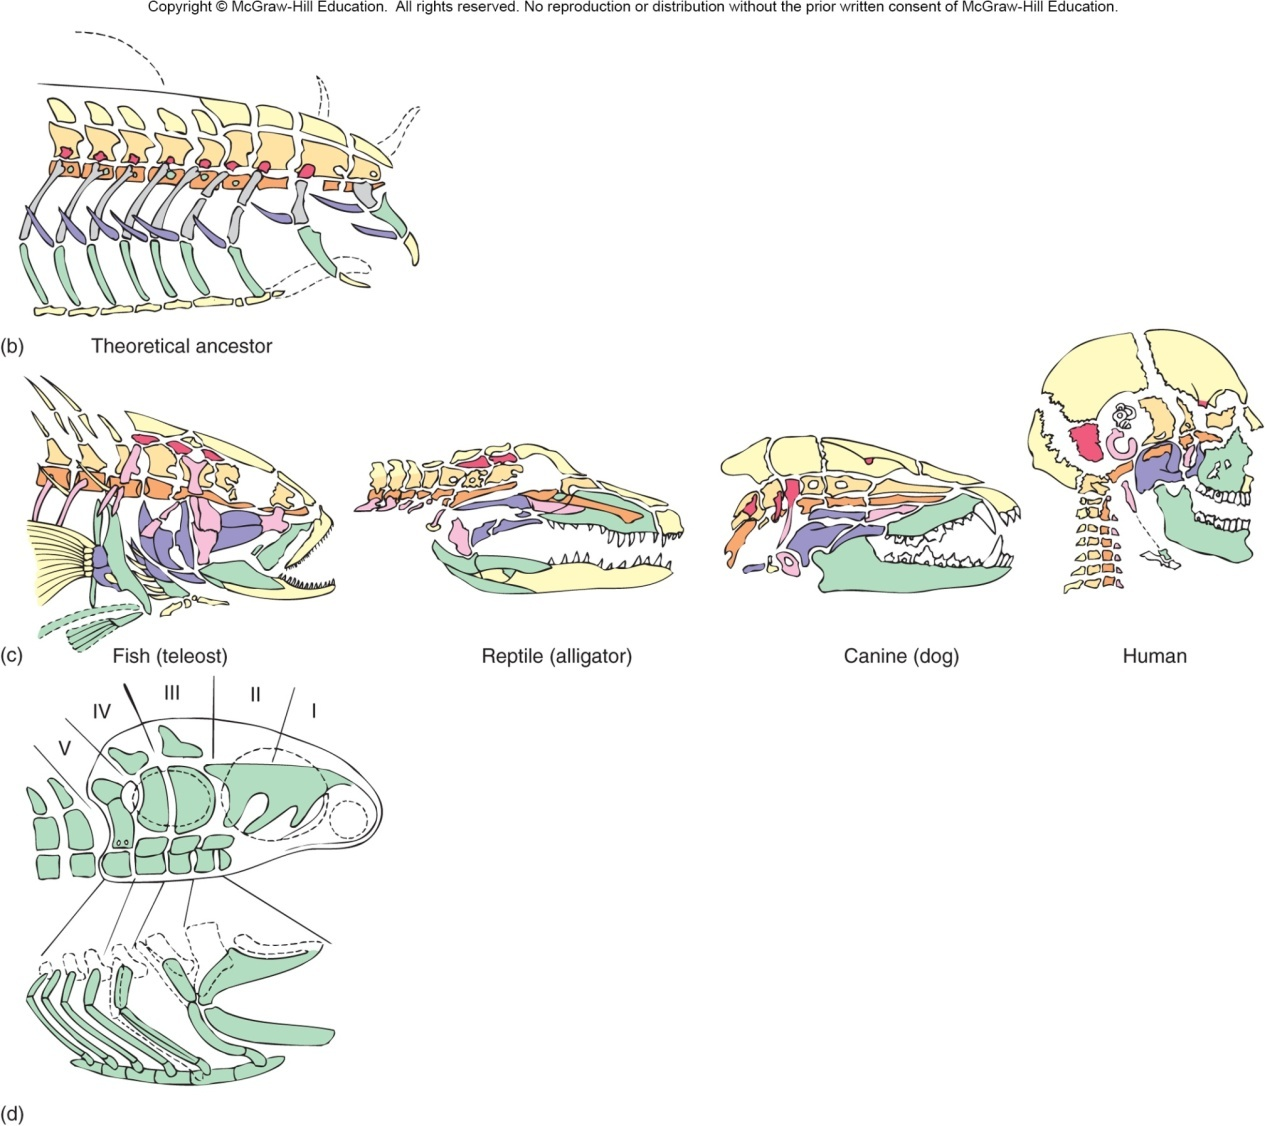 Copyright © McGraw-Hill Education.  All rights reserved. No reproduction or distribution without the prior written consent of McGraw-Hill Education.
(b) Theoretical ancestor
(c) Fish (teleost) Reptile (alligator) Canine (dog) Human
V IV III II I
(d)